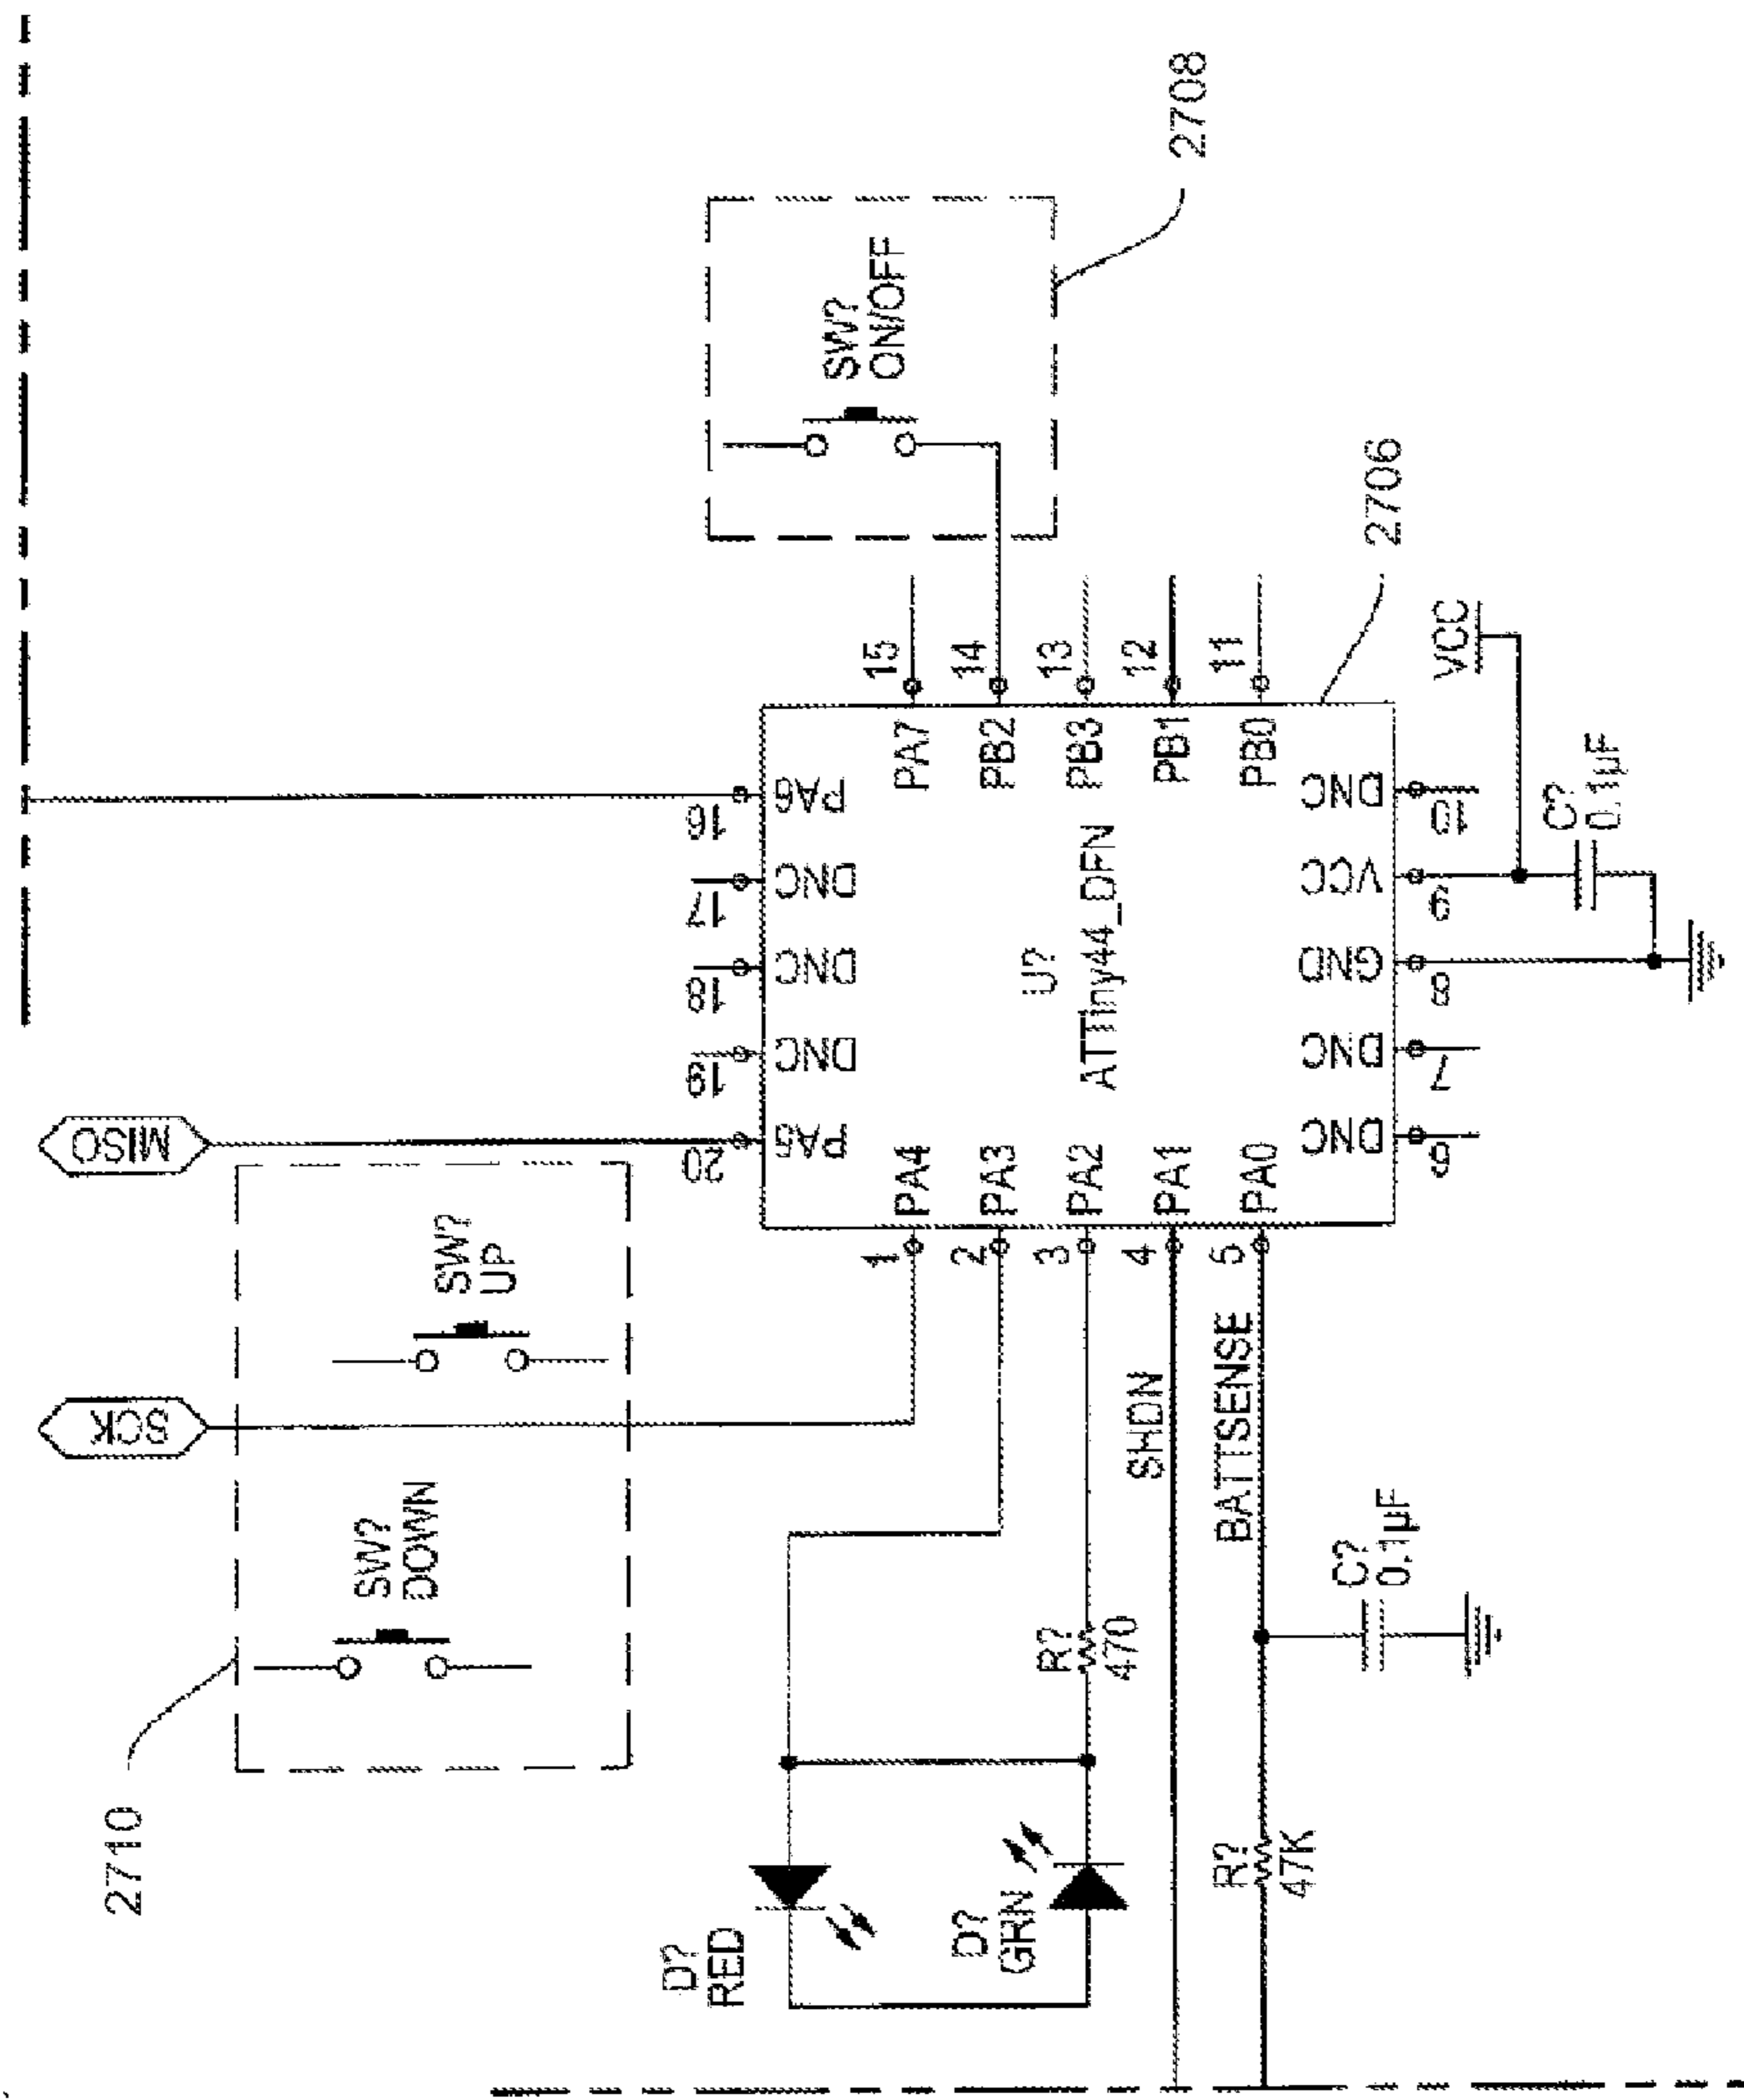 2710
SCK
MISO
SW?
DOWN
SW?
UP
2708
SW?
ON/OFF
2706
D?
RED
D?
GRN
R?
470
SHDN
BATTSENSE
R?
47K
C?
0.1µF
1
2
3
4
5
PA4
PA3
PA2
PA1
PA0
20
19
18
17
16
PA5
DNC
DNC
DNC
PA6
U?
ATTiny44_DFN
PA7
PB2
PB3
PB1
PB0
15
14
13
12
11
DNC
DNC
GND
VCC
DNC
6
7
8
9
10
VCC
C?
0.1µF